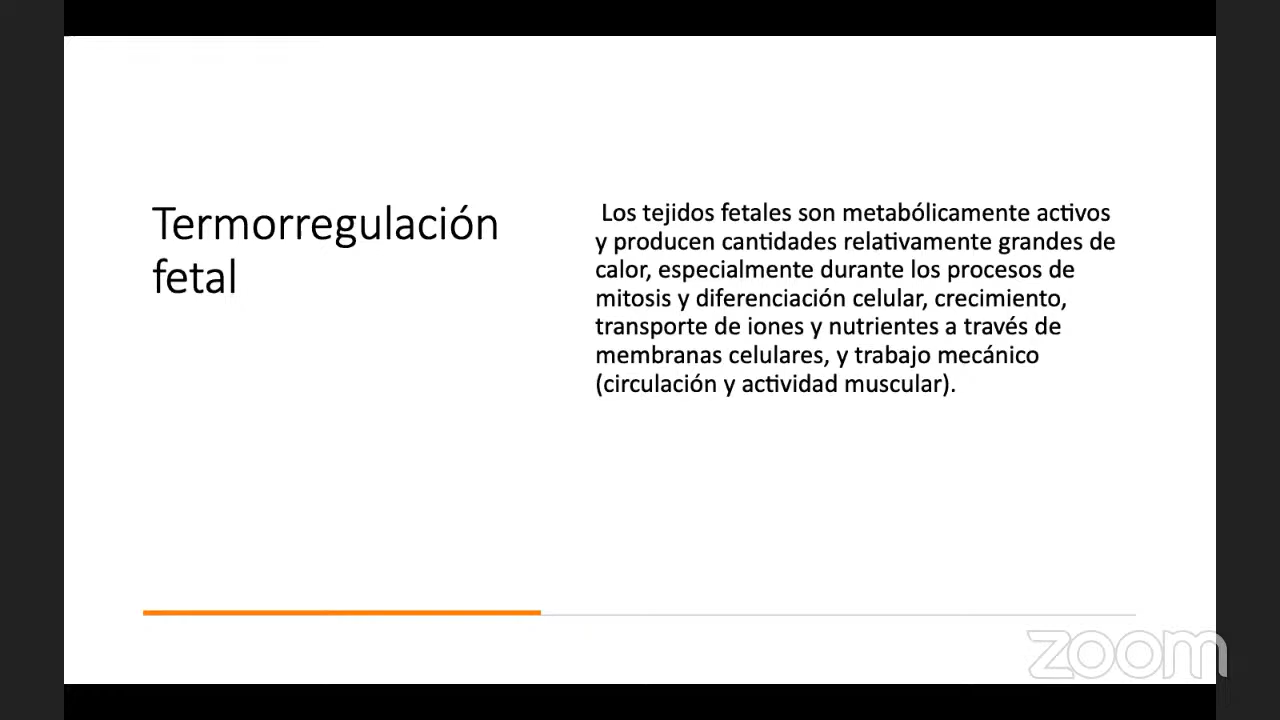 Termorregulación
fetal
Los tejidos fetales son metabólicamente activos
y producen cantidades relativamente grandes de
calor, especialmente durante los procesos de
mitosis y diferenciación celular, crecimiento,
transporte de iones y nutrientes a través de
membranas celulares, y trabajo mecánico
(circulación y actividad muscular).
zoom